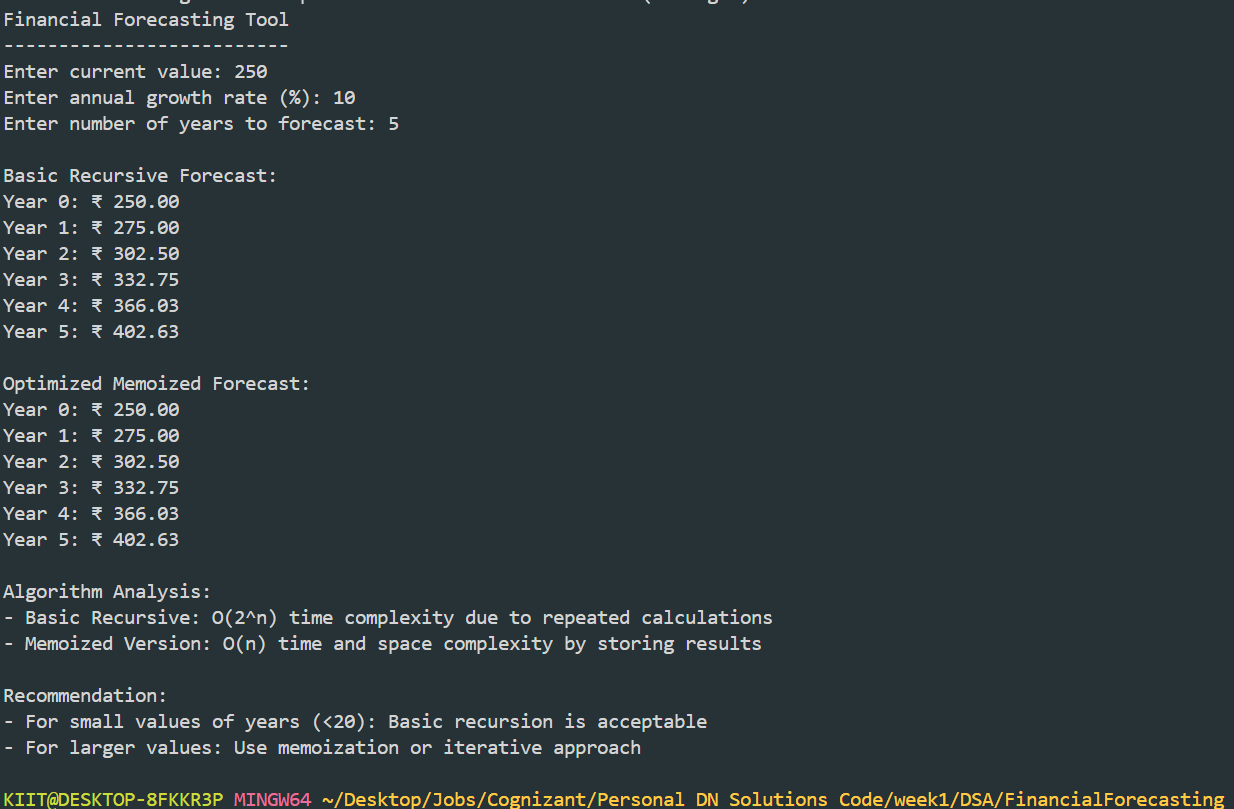 Financial Forecasting Tool
--------------------------
Enter current value: 250
Enter annual growth rate (%): 10
Enter number of years to forecast: 5
Basic Recursive Forecast:
Year 0: ₹ 250.00
Year 1: ₹ 275.00
Year 2: ₹ 302.50
Year 3: ₹ 332.75
Year 4: ₹ 366.03
Year 5: ₹ 402.63
Optimized Memoized Forecast:
Year 0: ₹ 250.00
Year 1: ₹ 275.00
Year 2: ₹ 302.50
Year 3: ₹ 332.75
Year 4: ₹ 366.03
Year 5: ₹ 402.63
Algorithm Analysis:
- Basic Recursive: O(2^n) time complexity due to repeated calculations
- Memoized Version: O(n) time and space complexity by storing results
Recommendation:
- For small values of years (<20): Basic recursion is acceptable
- For larger values: Use memoization or iterative approach
KIIT@DESKTOP-8FKKR3P MINGW64 ~/Desktop/Jobs/Cognizant/Personal DN Solutions Code/week1/DSA/FinancialForecasting